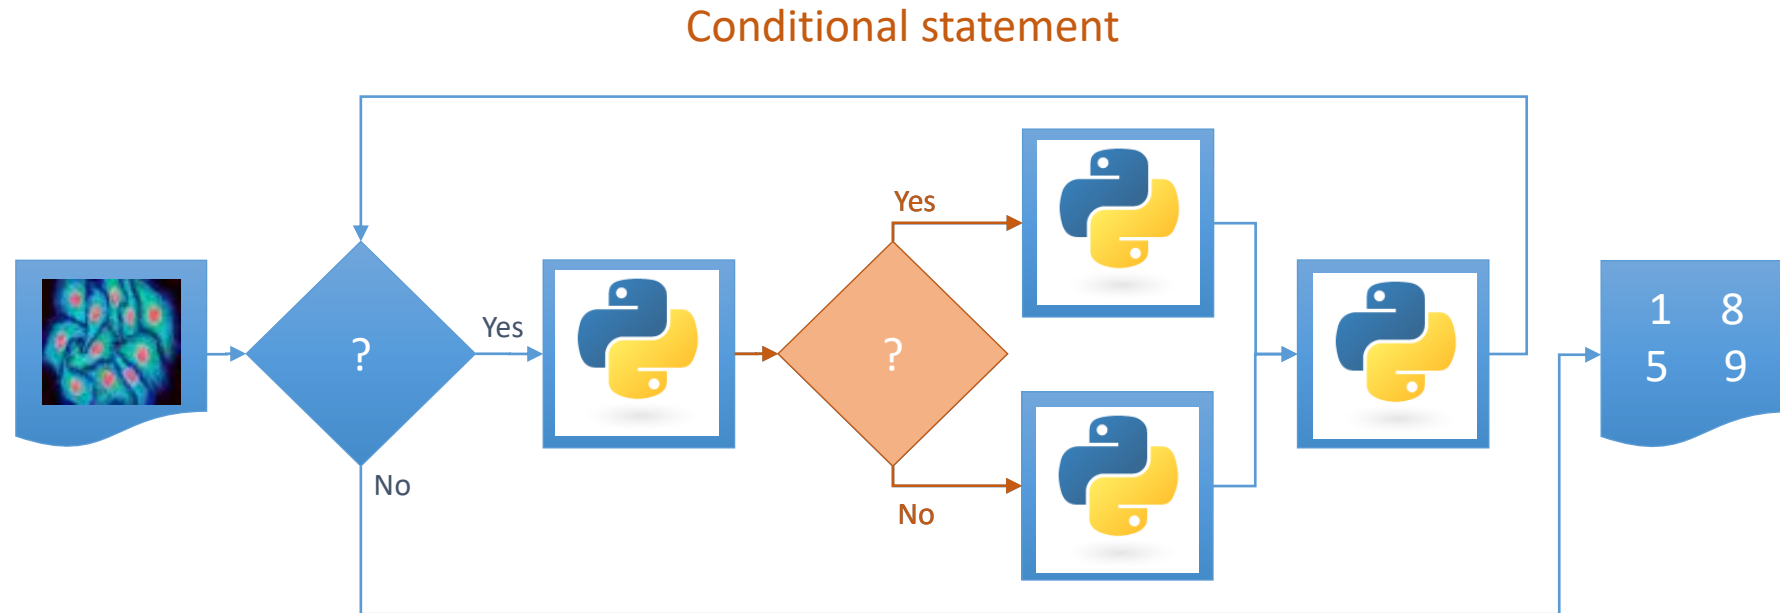 Conditional statement
Yes
?
Yes
?
No
No
1 8
5 9